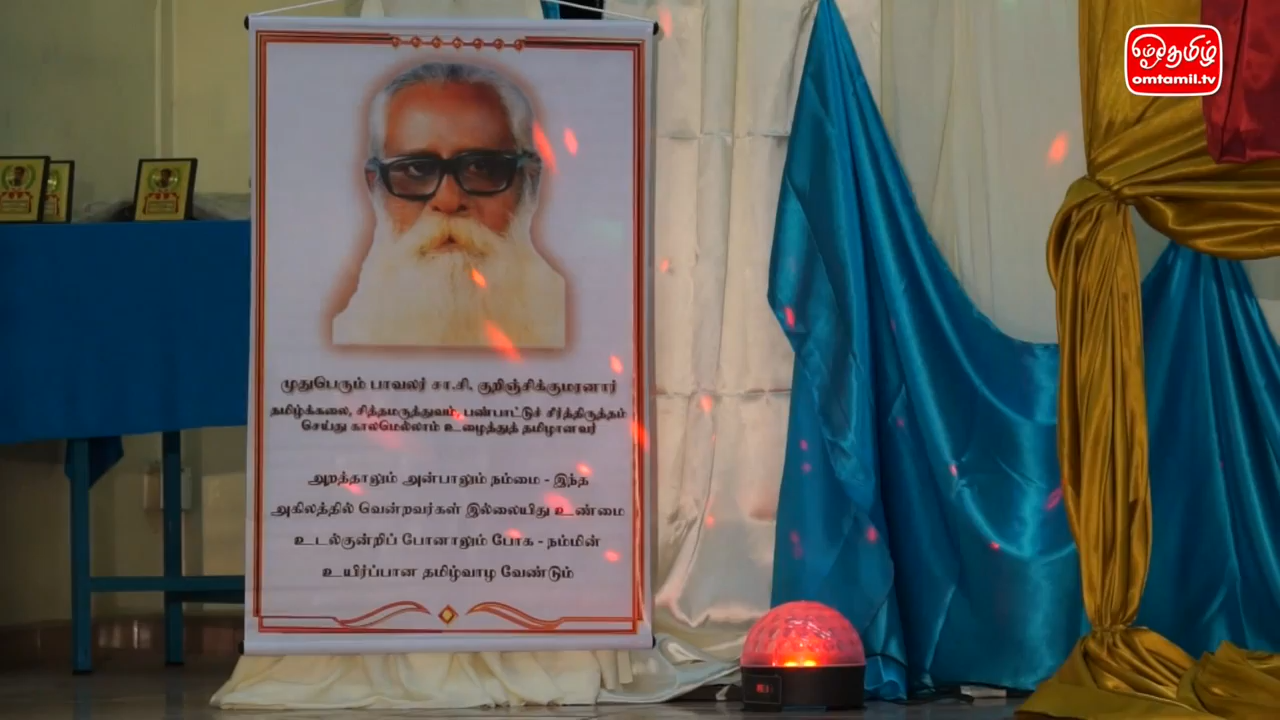 ஓம்தமிழ்
omtamil.tv
முதுபெரும் பாவலர் சா.சி. குறிஞ்சிக்குமரனார்
தமிழ்க்கலை, சித்தமருத்துவம், பண்பாட்டுச் சீர்த்திருத்தம்
செய்து காலமெல்லாம் உழைத்துத் தமிழானவர்
அறத்தாலும் அன்பாலும் நம்மை - இந்த
அகிலத்தில் வென்றவர்கள் இல்லையிது உண்மை
உடல்குன்றிப் போனாலும் போக - நம்மின்
உயிர்ப்பான தமிழ்வாழ வேண்டும்